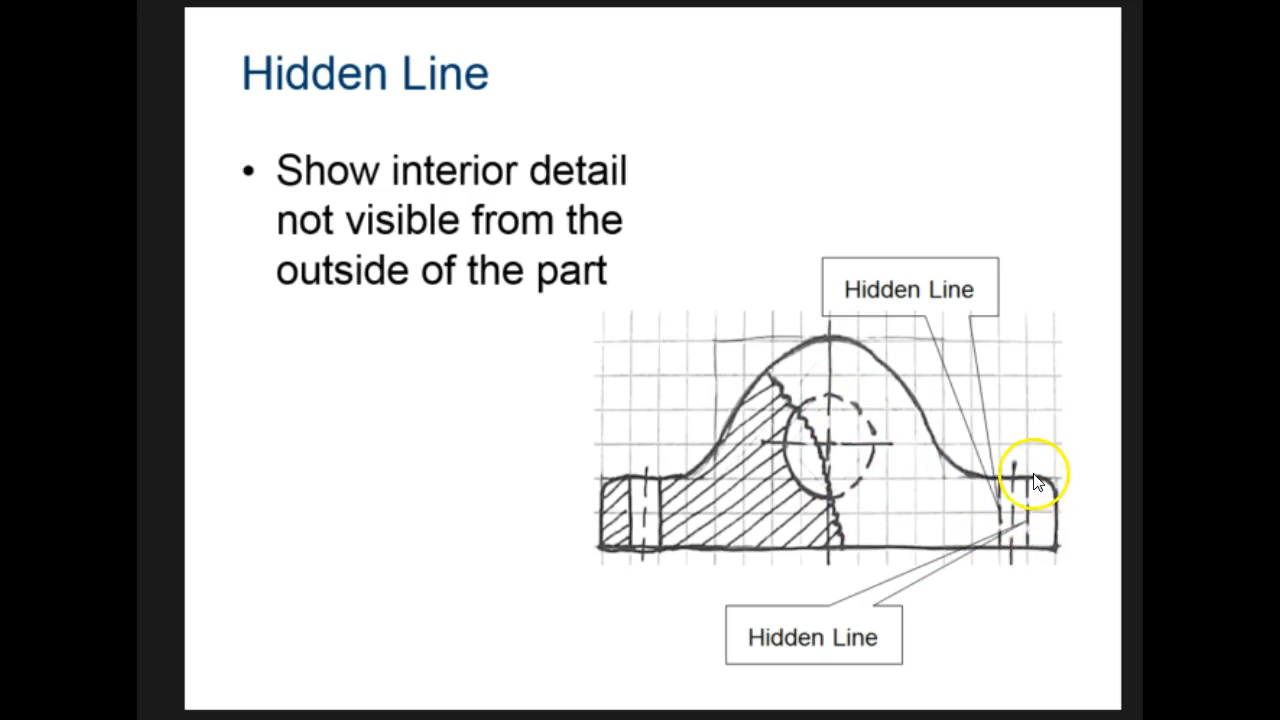 Hidden Line
• Show interior detail
not visible from the
outside of the part
Hidden Line
Hidden Line